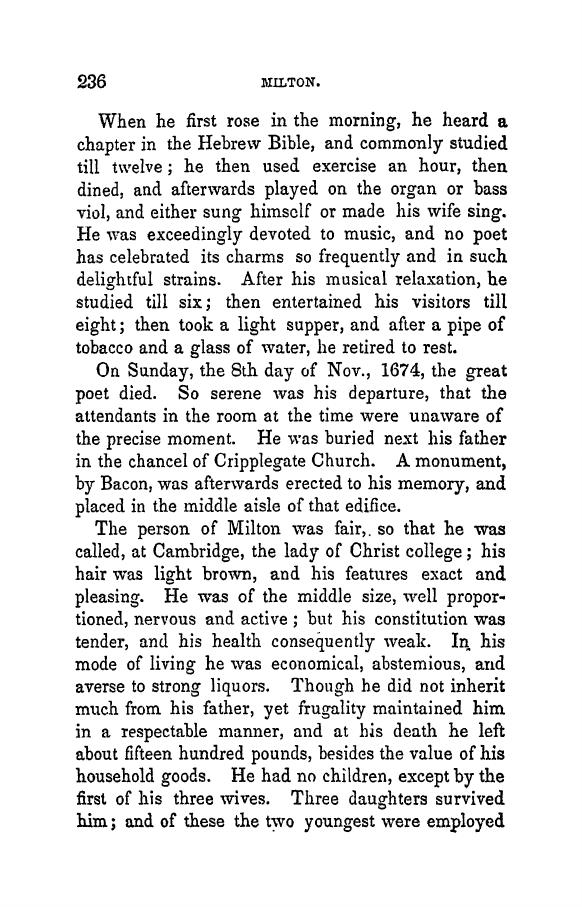 236 MILTON.
When he first rose in the morning, he heard a
chapter in the Hebrew Bible, and commonly studied
till twelve; he then used exercise an hour, then
dined, and afterwards played on the organ or bass
viol, and either sung himself or made his wife sing.
He was exceedingly devoted to music, and no poet
has celebrated its charms so frequently and in such
delightful strains. After his musical relaxation, he
studied till six; then entertained his visitors till
eight; then took a light supper, and after a pipe of
tobacco and a glass of water, he retired to rest.
On Sunday, the 8th day of Nov., 1674, the great
poet died. So serene was his departure, that the
attendants in the room at the time were unaware of
the precise moment. He was buried next his father
in the chancel of Cripplegate Church. A monument,
by Bacon, was afterwards erected to his memory, and
placed in the middle aisle of that edifice.
The person of Milton was fair, so that he was
called, at Cambridge, the lady of Christ college; his
hair was light brown, and his features exact and
pleasing. He was of the middle size, well propor-
tioned, nervous and active; but his constitution was
tender, and his health consequently weak. In his
mode of living he was economical, abstemious, and
averse to strong liquors. Though he did not inherit
much from his father, yet frugality maintained him
in a respectable manner, and at his death he left
about fifteen hundred pounds, besides the value of his
household goods. He had no children, except by the
first of his three wives. Three daughters survived
him; and of these the two youngest were employed